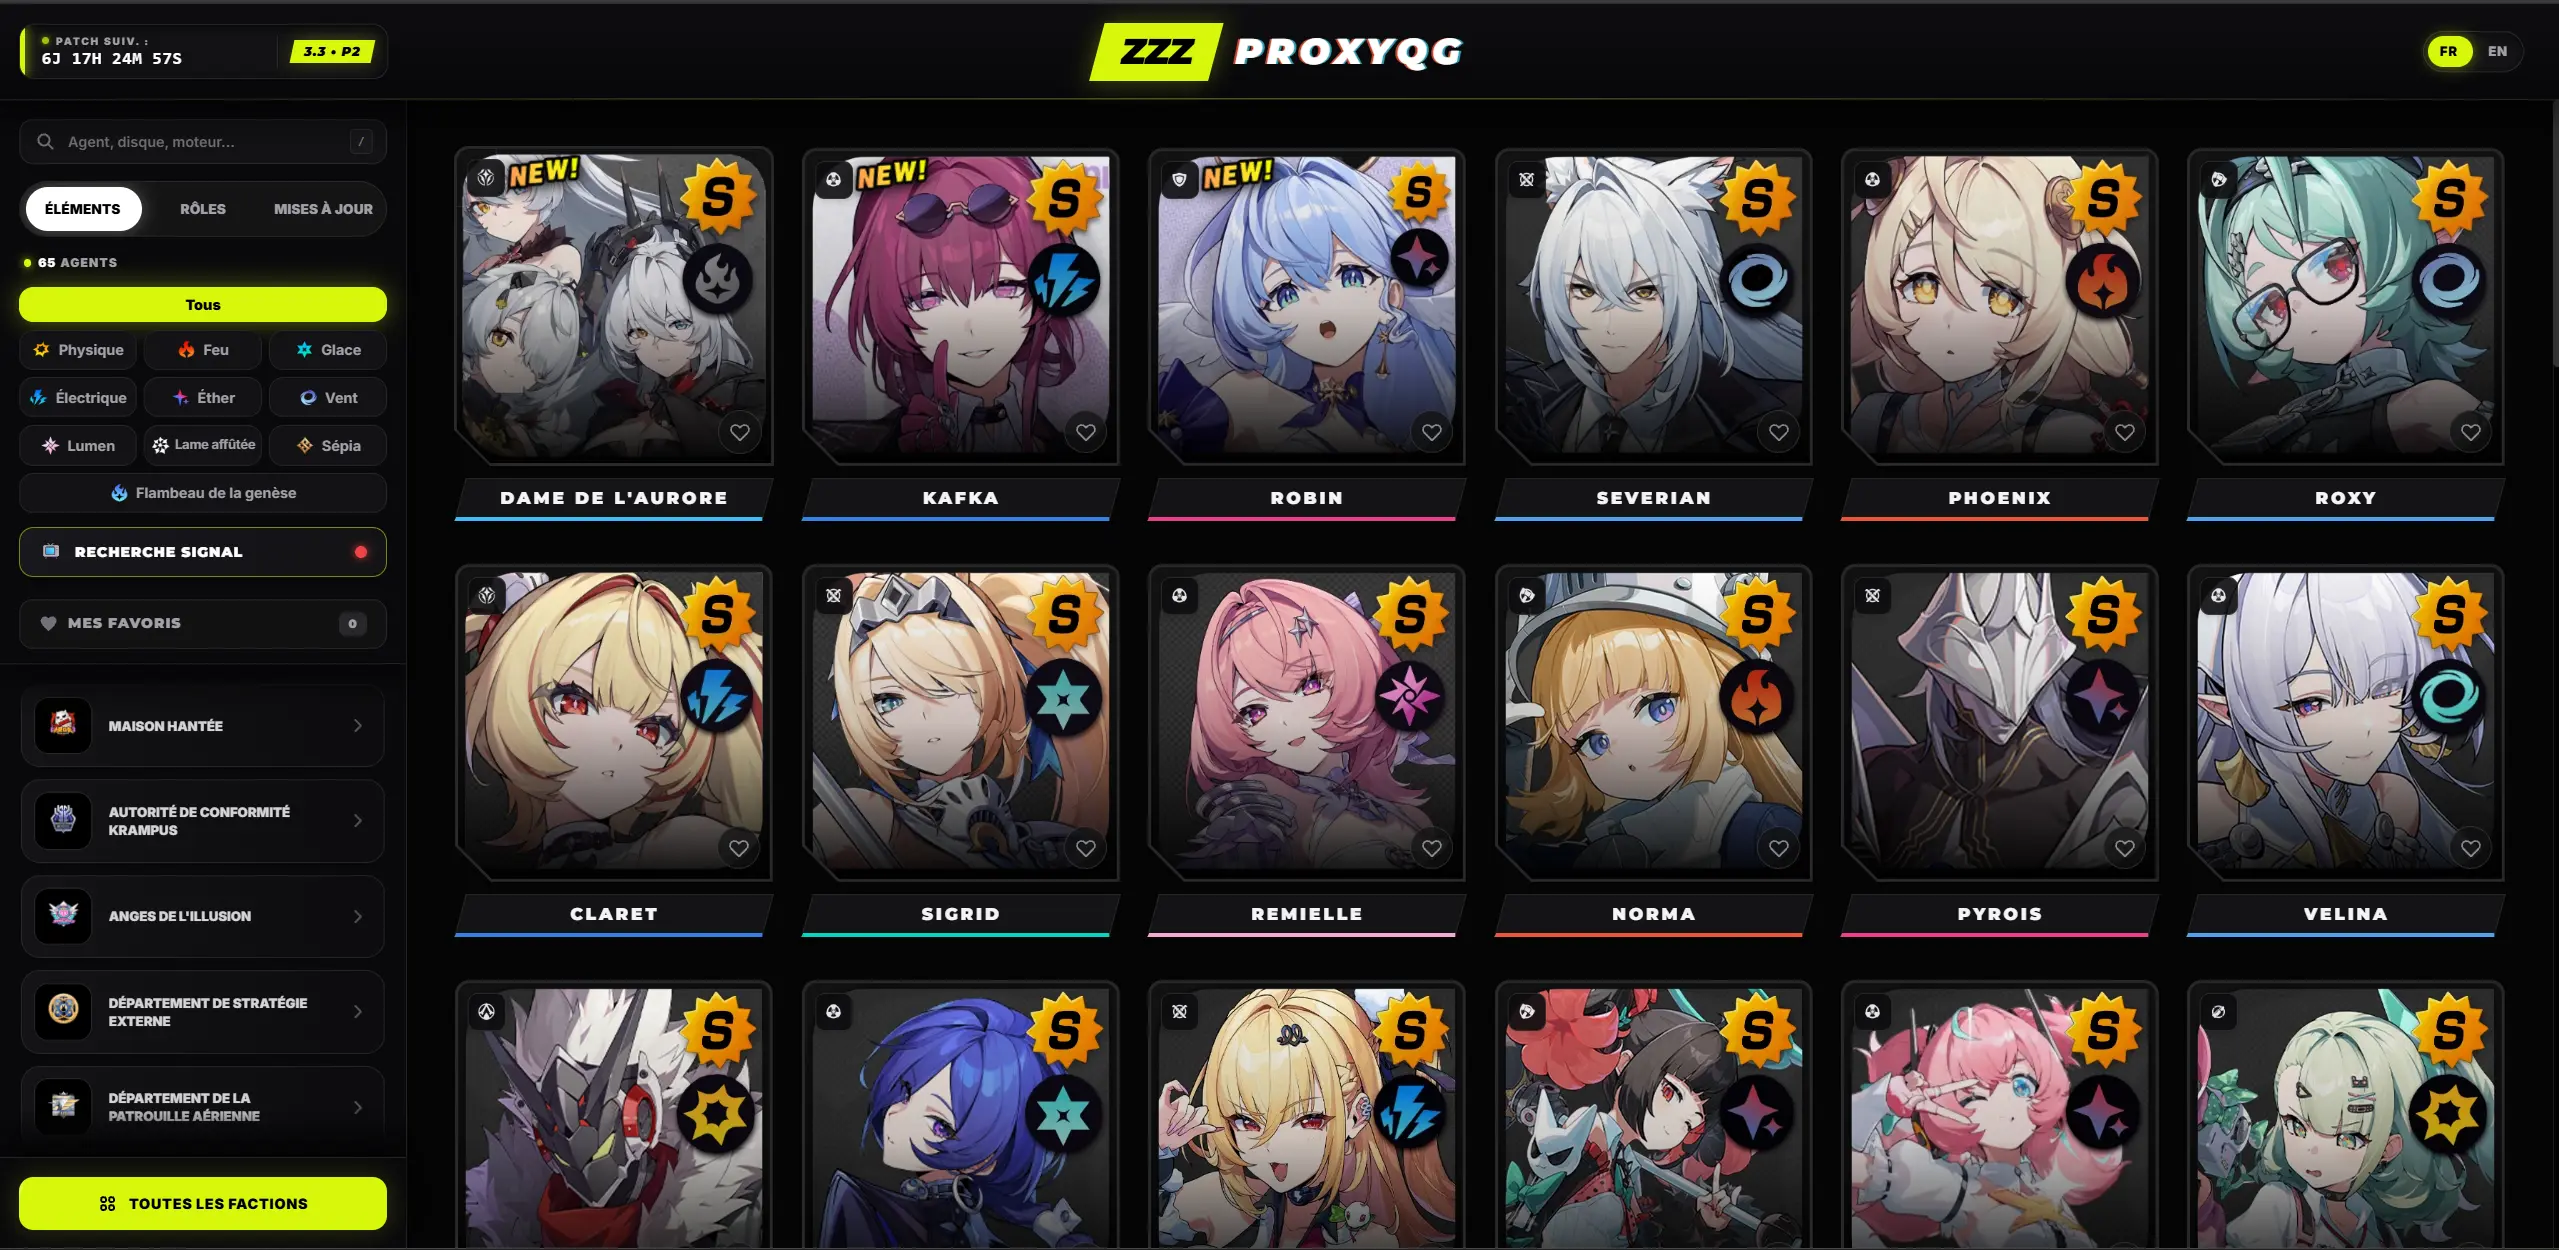 PATCH SUIV. :
6J 17H 24M 57S
3.3 • P2
ZZZ PROXYQG
FR EN
Agent, disque, moteur... /
ÉLÉMENTS RÔLES MISES À JOUR
65 AGENTS
Tous
Physique Feu Glace
Électrique Éther Vent
Lumen Lame affûtée Sépia
Flambeau de la genèse
RECHERCHE SIGNAL
MES FAVORIS 0
MAISON HANTÉE
AUTORITÉ DE CONFORMITÉ
KRAMPUS
ANGES DE L'ILLUSION
DÉPARTEMENT DE STRATÉGIE
EXTERNE
DÉPARTEMENT DE LA
PATROUILLE AÉRIENNE
TOUTES LES FACTIONS
NEW! S NEW! S NEW! S S S S
DAME DE L'AURORE KAFKA ROBIN SEVERIAN PHOENIX ROXY
S S S S S S
CLARET SIGRID REMIELLE NORMA PYROIS VELINA
S S S S S S